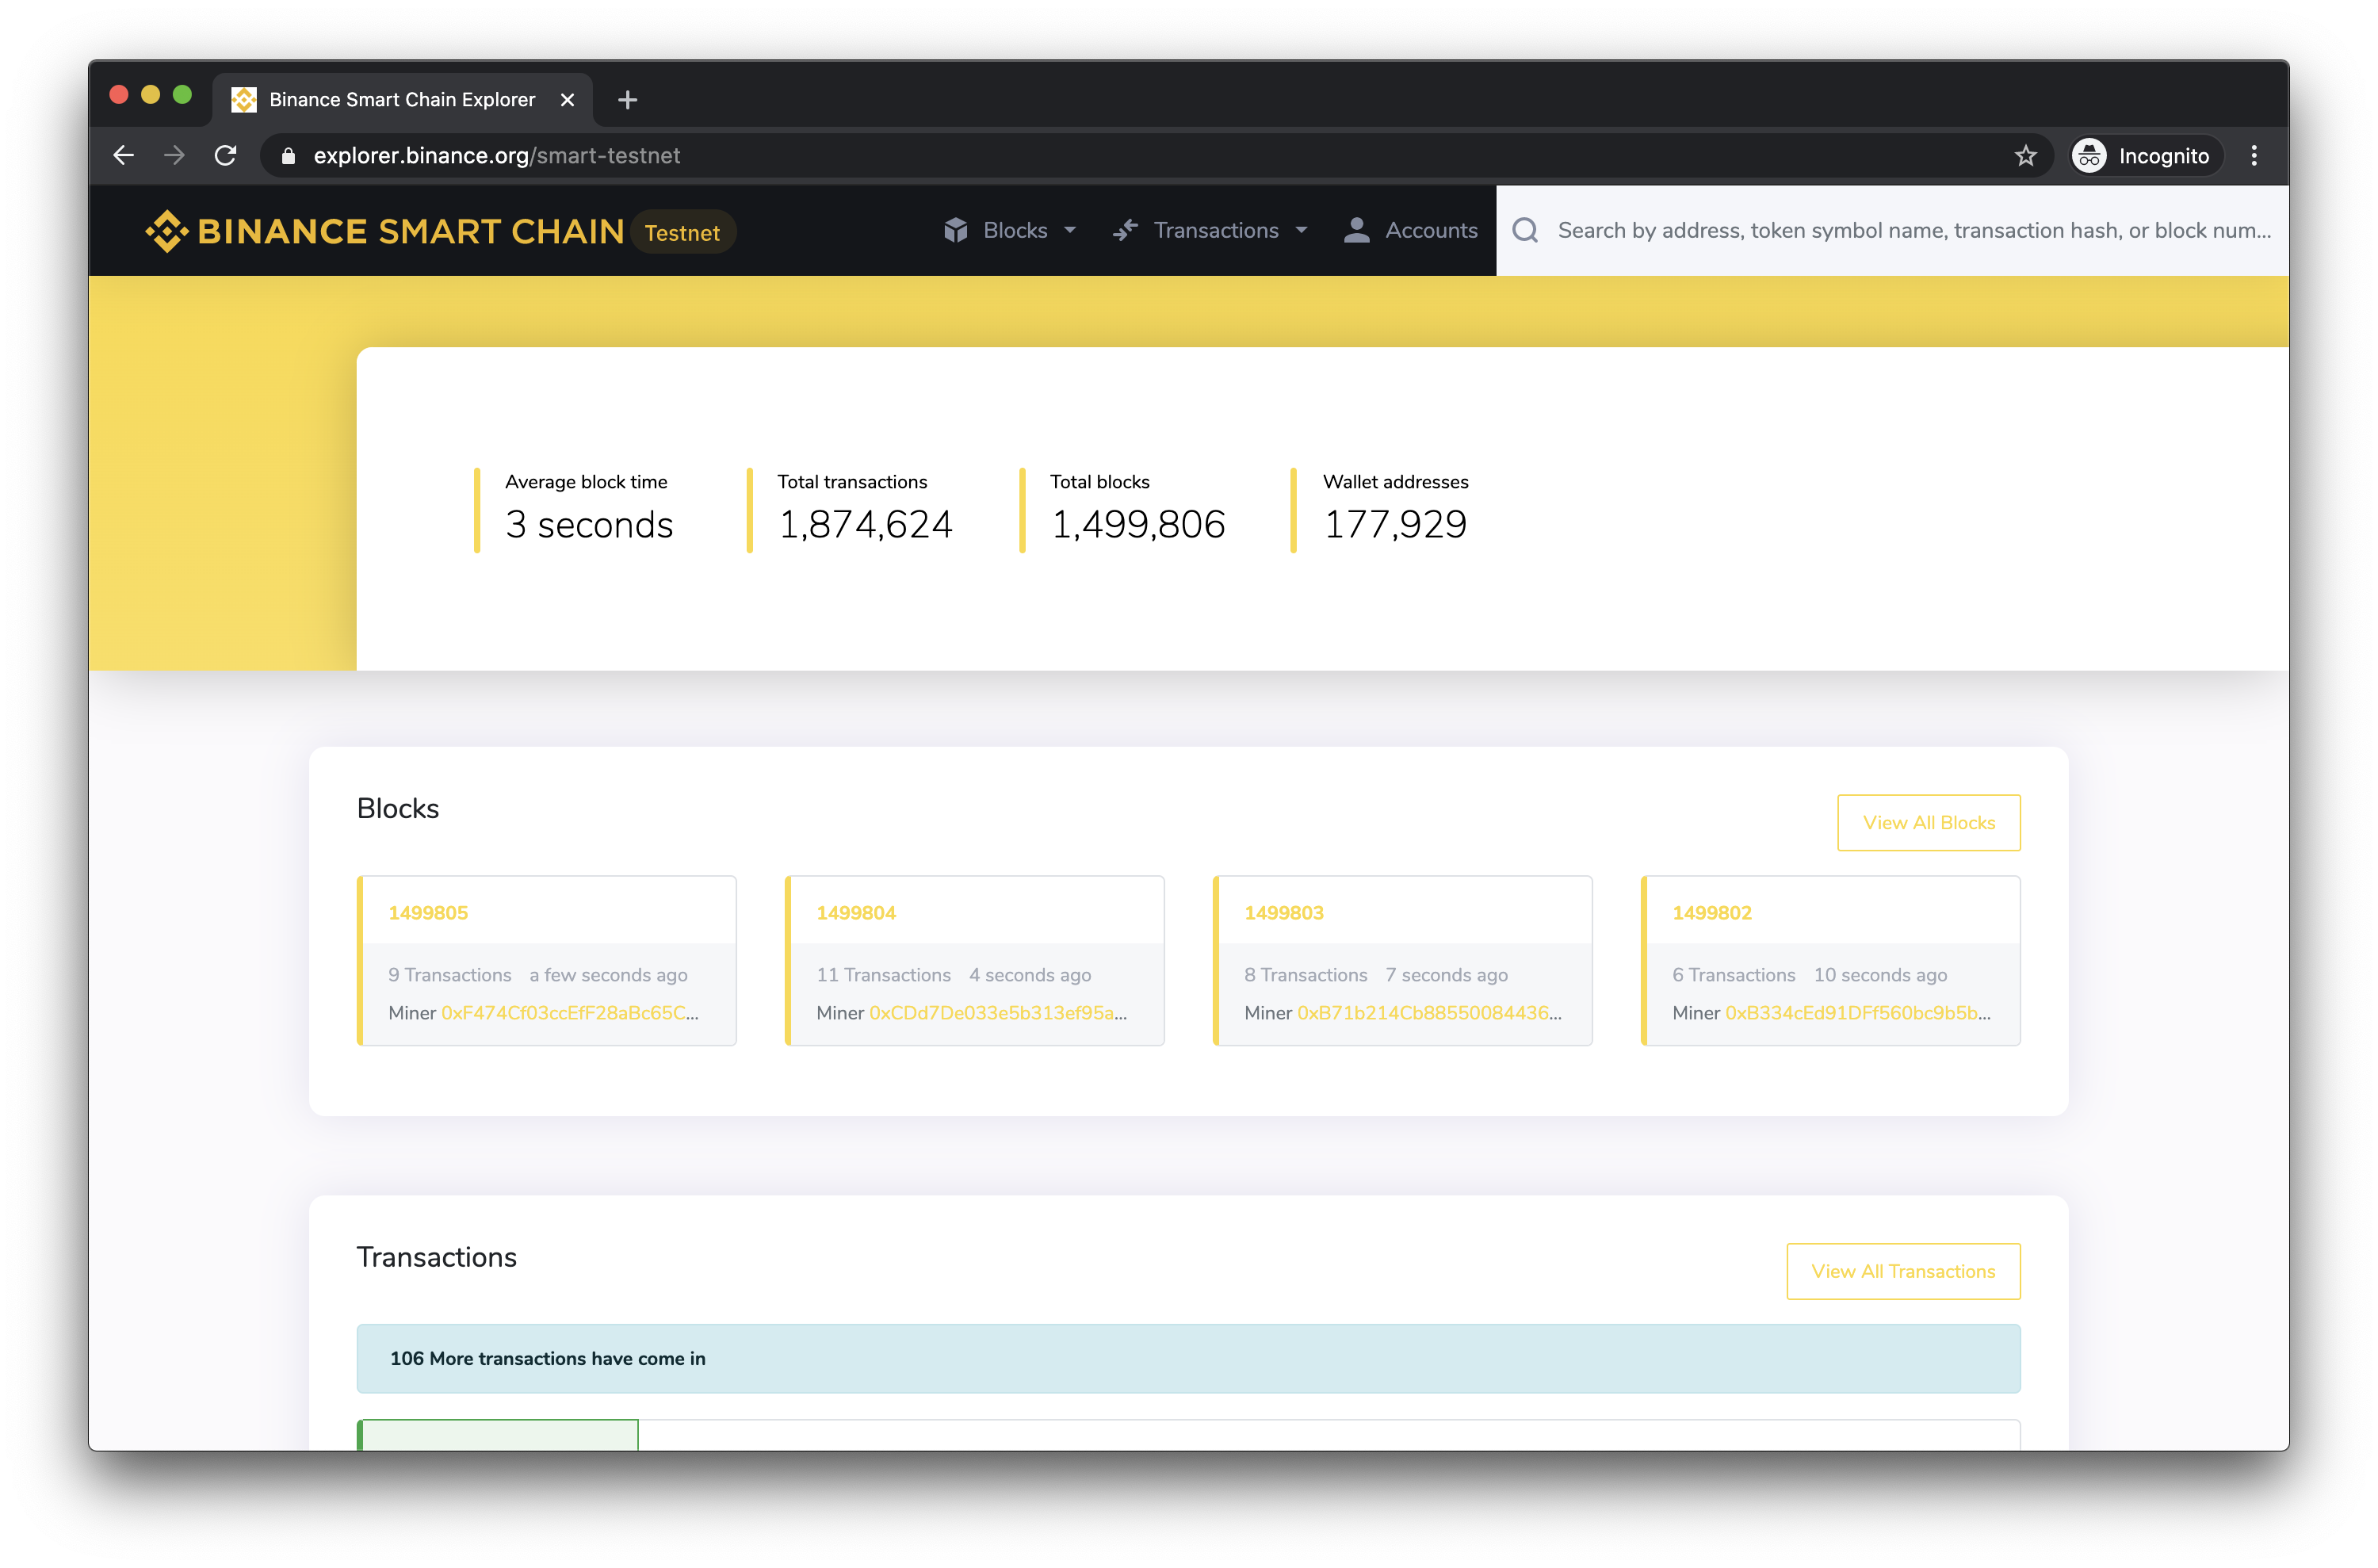 Binance Smart Chain Explorer
explorer.binance.org/smart-testnet
Incognito
BINANCE SMART CHAIN Testnet
Blocks
Transactions
Accounts
Search by address, token symbol name, transaction hash, or block num...
Average block time
3 seconds
Total transactions
1,874,624
Total blocks
1,499,806
Wallet addresses
177,929
Blocks
View All Blocks
1499805
9 Transactions a few seconds ago
Miner 0xF474Cf03ccEfF28aBc65C...
1499804
11 Transactions 4 seconds ago
Miner 0xCDd7De033e5b313ef95a...
1499803
8 Transactions 7 seconds ago
Miner 0xB71b214Cb88550084436...
1499802
6 Transactions 10 seconds ago
Miner 0xB334cEd91DFf560bc9b5b...
Transactions
View All Transactions
106 More transactions have come in